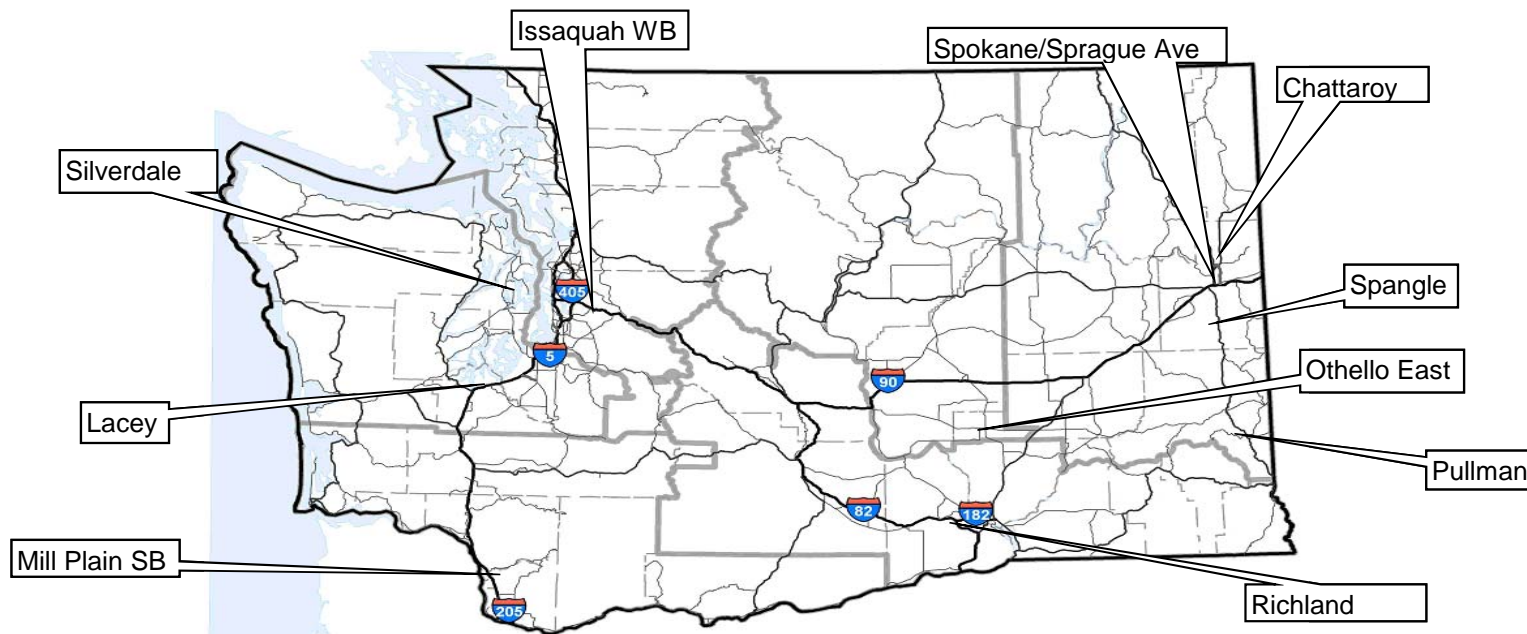 Issaquah WB
Spokane/Sprague Ave
Chattaroy
Silverdale
405
Spangle
5
90
Othello East
Lacey
Pullman
82
182
Mill Plain SB
205
Richland